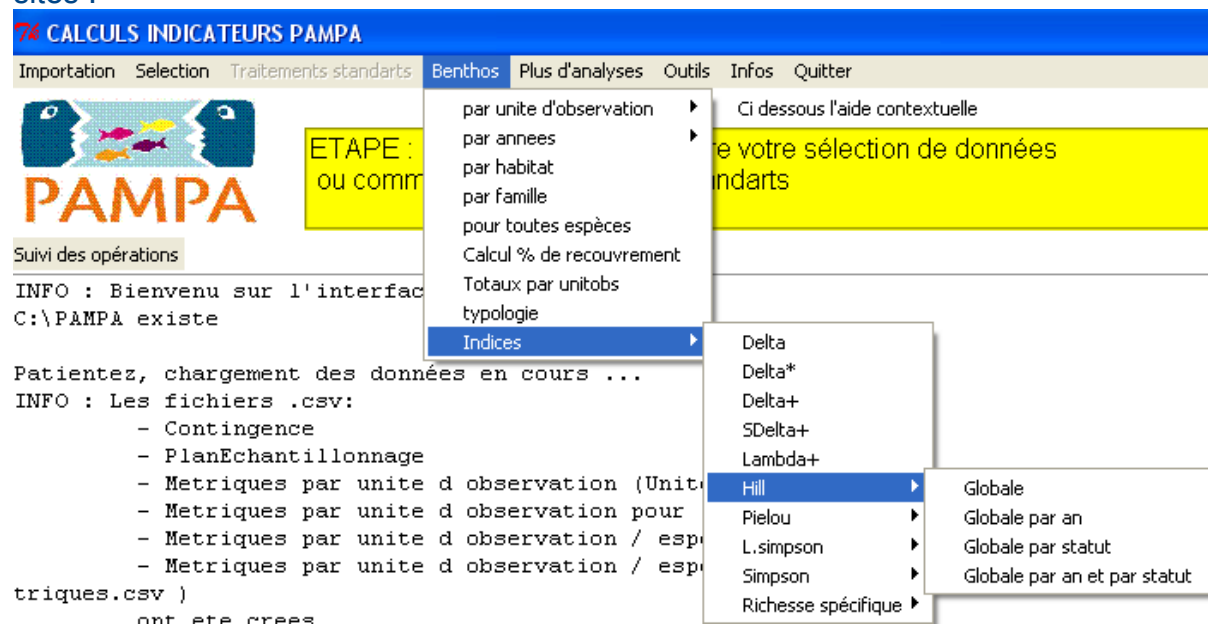 sites :
CALCULS INDICATEURS PAMPA
Importation Selection Traitements standarts Benthos Plus d'analyses Outils Infos Quitter
Ci dessous l'aide contextuelle
PAMPA
ETAPE : e votre sélection de données
ou comm ndarts
par unite d'observation
par annees
par habitat
par famille
pour toutes espèces
Calcul % de recouvrement
Totaux par unitobs
typologie
Indices
Delta
Delta*
Delta+
SDelta+
Lambda+
Hill
Pielou
L.simpson
Simpson
Richesse spécifique
Globale
Globale par an
Globale par statut
Globale par an et par statut
Suivi des opérations
INFO : Bienvenu sur l'interfac
C:\PAMPA existe
Patientez, chargement des données en cours ...
INFO : Les fichiers .csv:
- Contingence
- PlanEchantillonnage
- Metriques par unite d observation (Unit
- Metriques par unite d observation pour
- Metriques par unite d observation / esp
- Metriques par unite d observation / esp
triques.csv )
ont ete crees